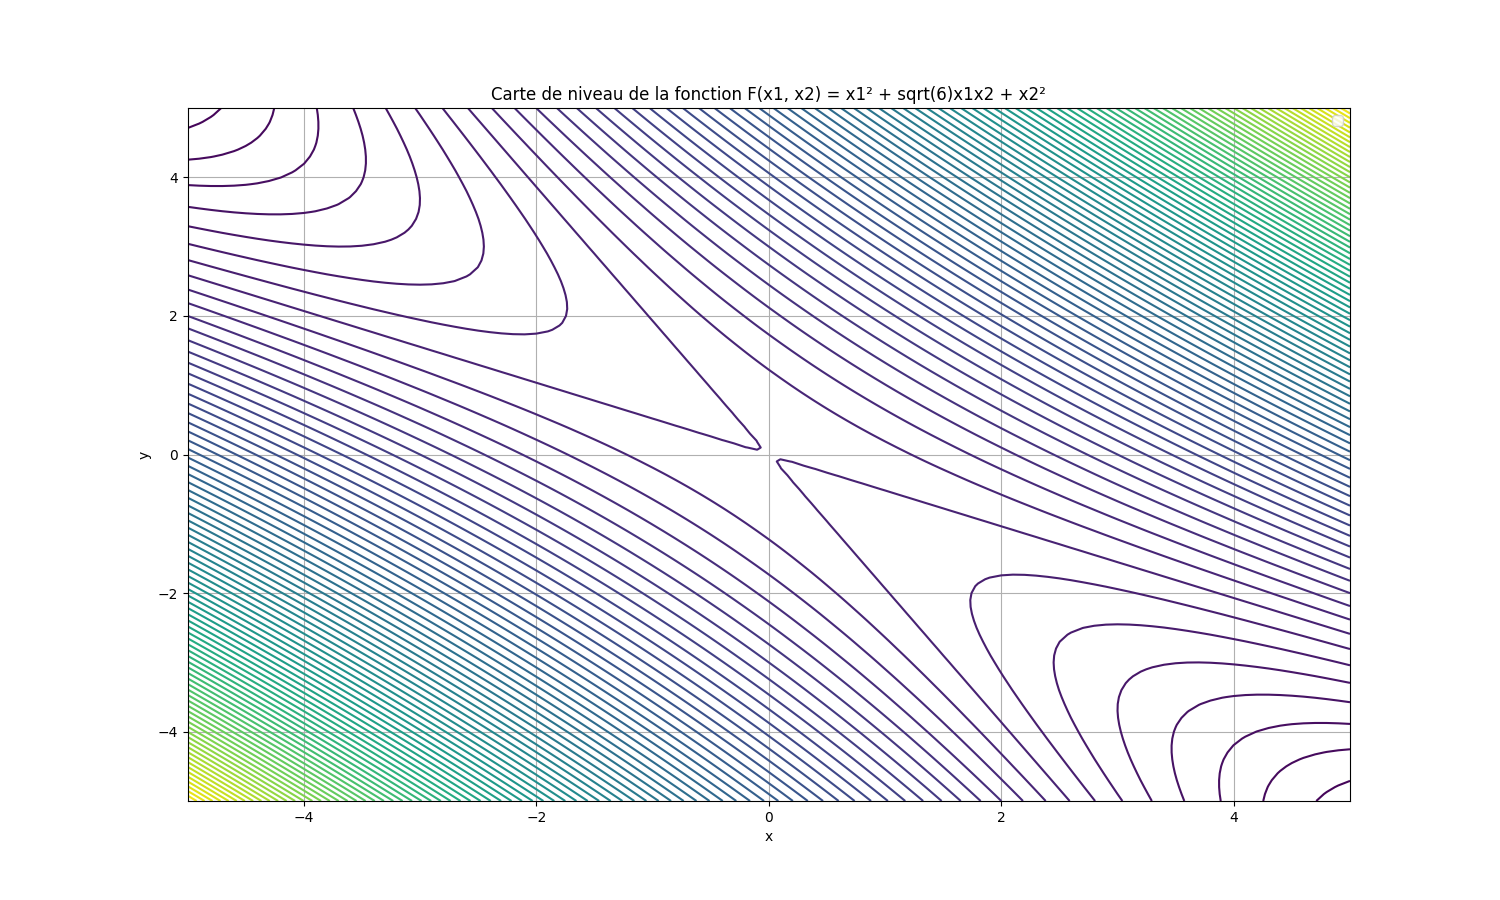 Carte de niveau de la fonction F(x1, x2) = x1² + sqrt(6)x1x2 + x2²
4
2
0
−2
−4
y
−4 −2 0 2 4
x